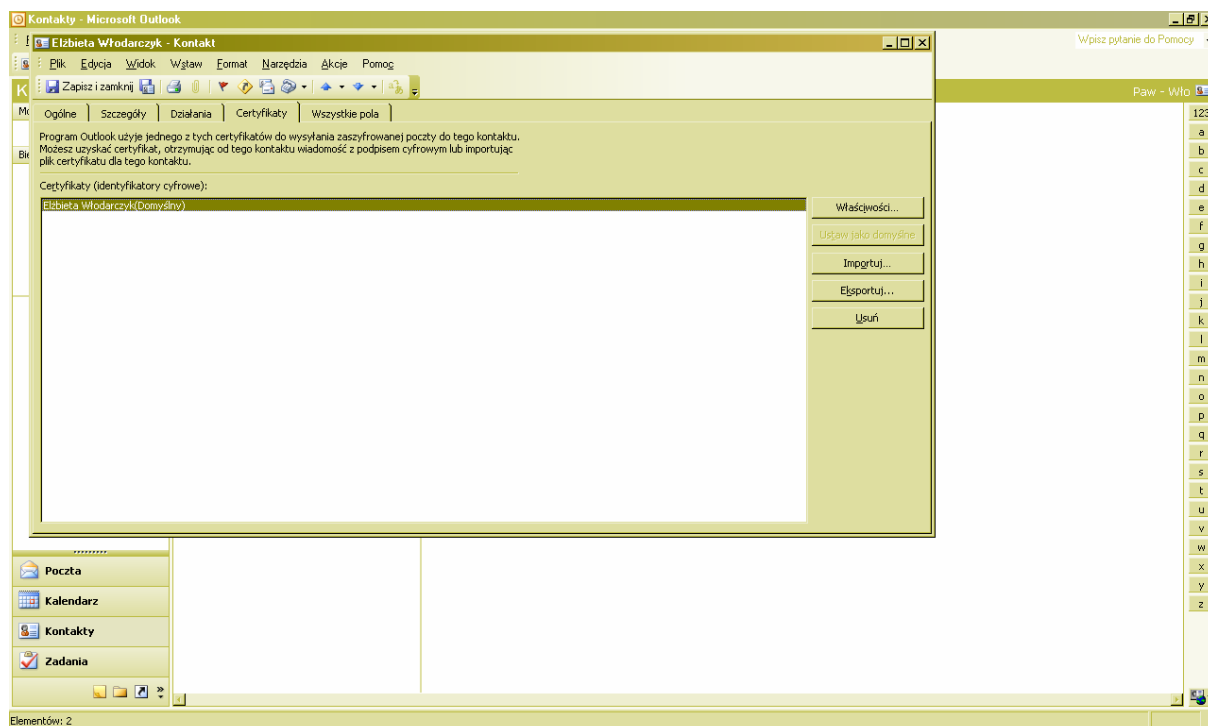 Kontakty - Microsoft Outlook
Wpisz pytanie do Pomocy
Elżbieta Włodarczyk - Kontakt
Plik Edycja Widok Wstaw Format Narzędzia Akcje Pomoc
Zapisz i zamknij
Paw - Wło
Ogólne Szczegóły Działania Certyfikaty Wszystkie pola
Program Outlook użyje jednego z tych certyfikatów do wysyłania zaszyfrowanej poczty do tego kontaktu.
Możesz uzyskać certyfikat, otrzymując od tego kontaktu wiadomość z podpisem cyfrowym lub importując
plik certyfikatu dla tego kontaktu.
Certyfikaty (identyfikatory cyfrowe):
Elżbieta Włodarczyk(Domyślny)
Właściwości...
Ustaw jako domyślne
Importuj...
Eksportuj...
Usuń
123
a
b
c
d
e
f
g
h
i
j
k
l
m
n
o
p
q
r
s
t
u
v
w
x
y
z
Poczta
Kalendarz
Kontakty
Zadania
Elementów: 2